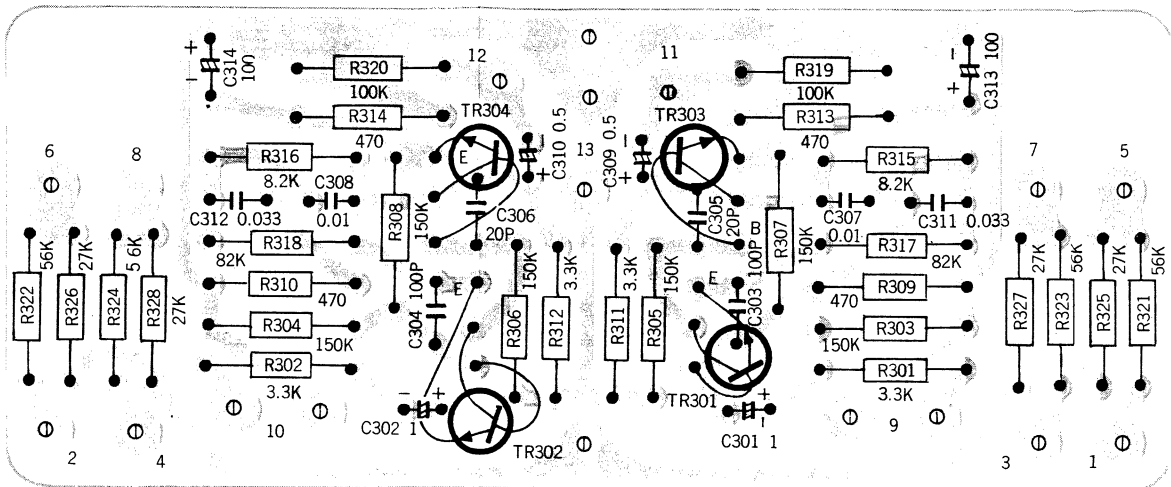 C314
100
R320
100K
12
R314
470
TR304
E
C310 0.5
13
11
R319
100K
R313
470
TR303
C309 0.5
C313 100
6
8
R316
8.2K
C308
0.01
C312 0.033
R308
150K
C306
20P
R318
82K
R310
470
R304
150K
R302
3.3K
C304 100P
E
R306
150K
R312
3.3K
R311
3.3K
R305
150K
C302 1
TR302
10
R322
56K
R326
27K
R324
5 6K
R328
27K
2
4
C305
20P
B
E
C303 100P
R307
150K
R315
8.2K
C307
0.01
C311 0.033
R317
82K
R309
470
R303
150K
R301
3.3K
TR301
C301 1
9
7
5
R327
27K
R323
56K
R325
27K
R321
56K
3
1